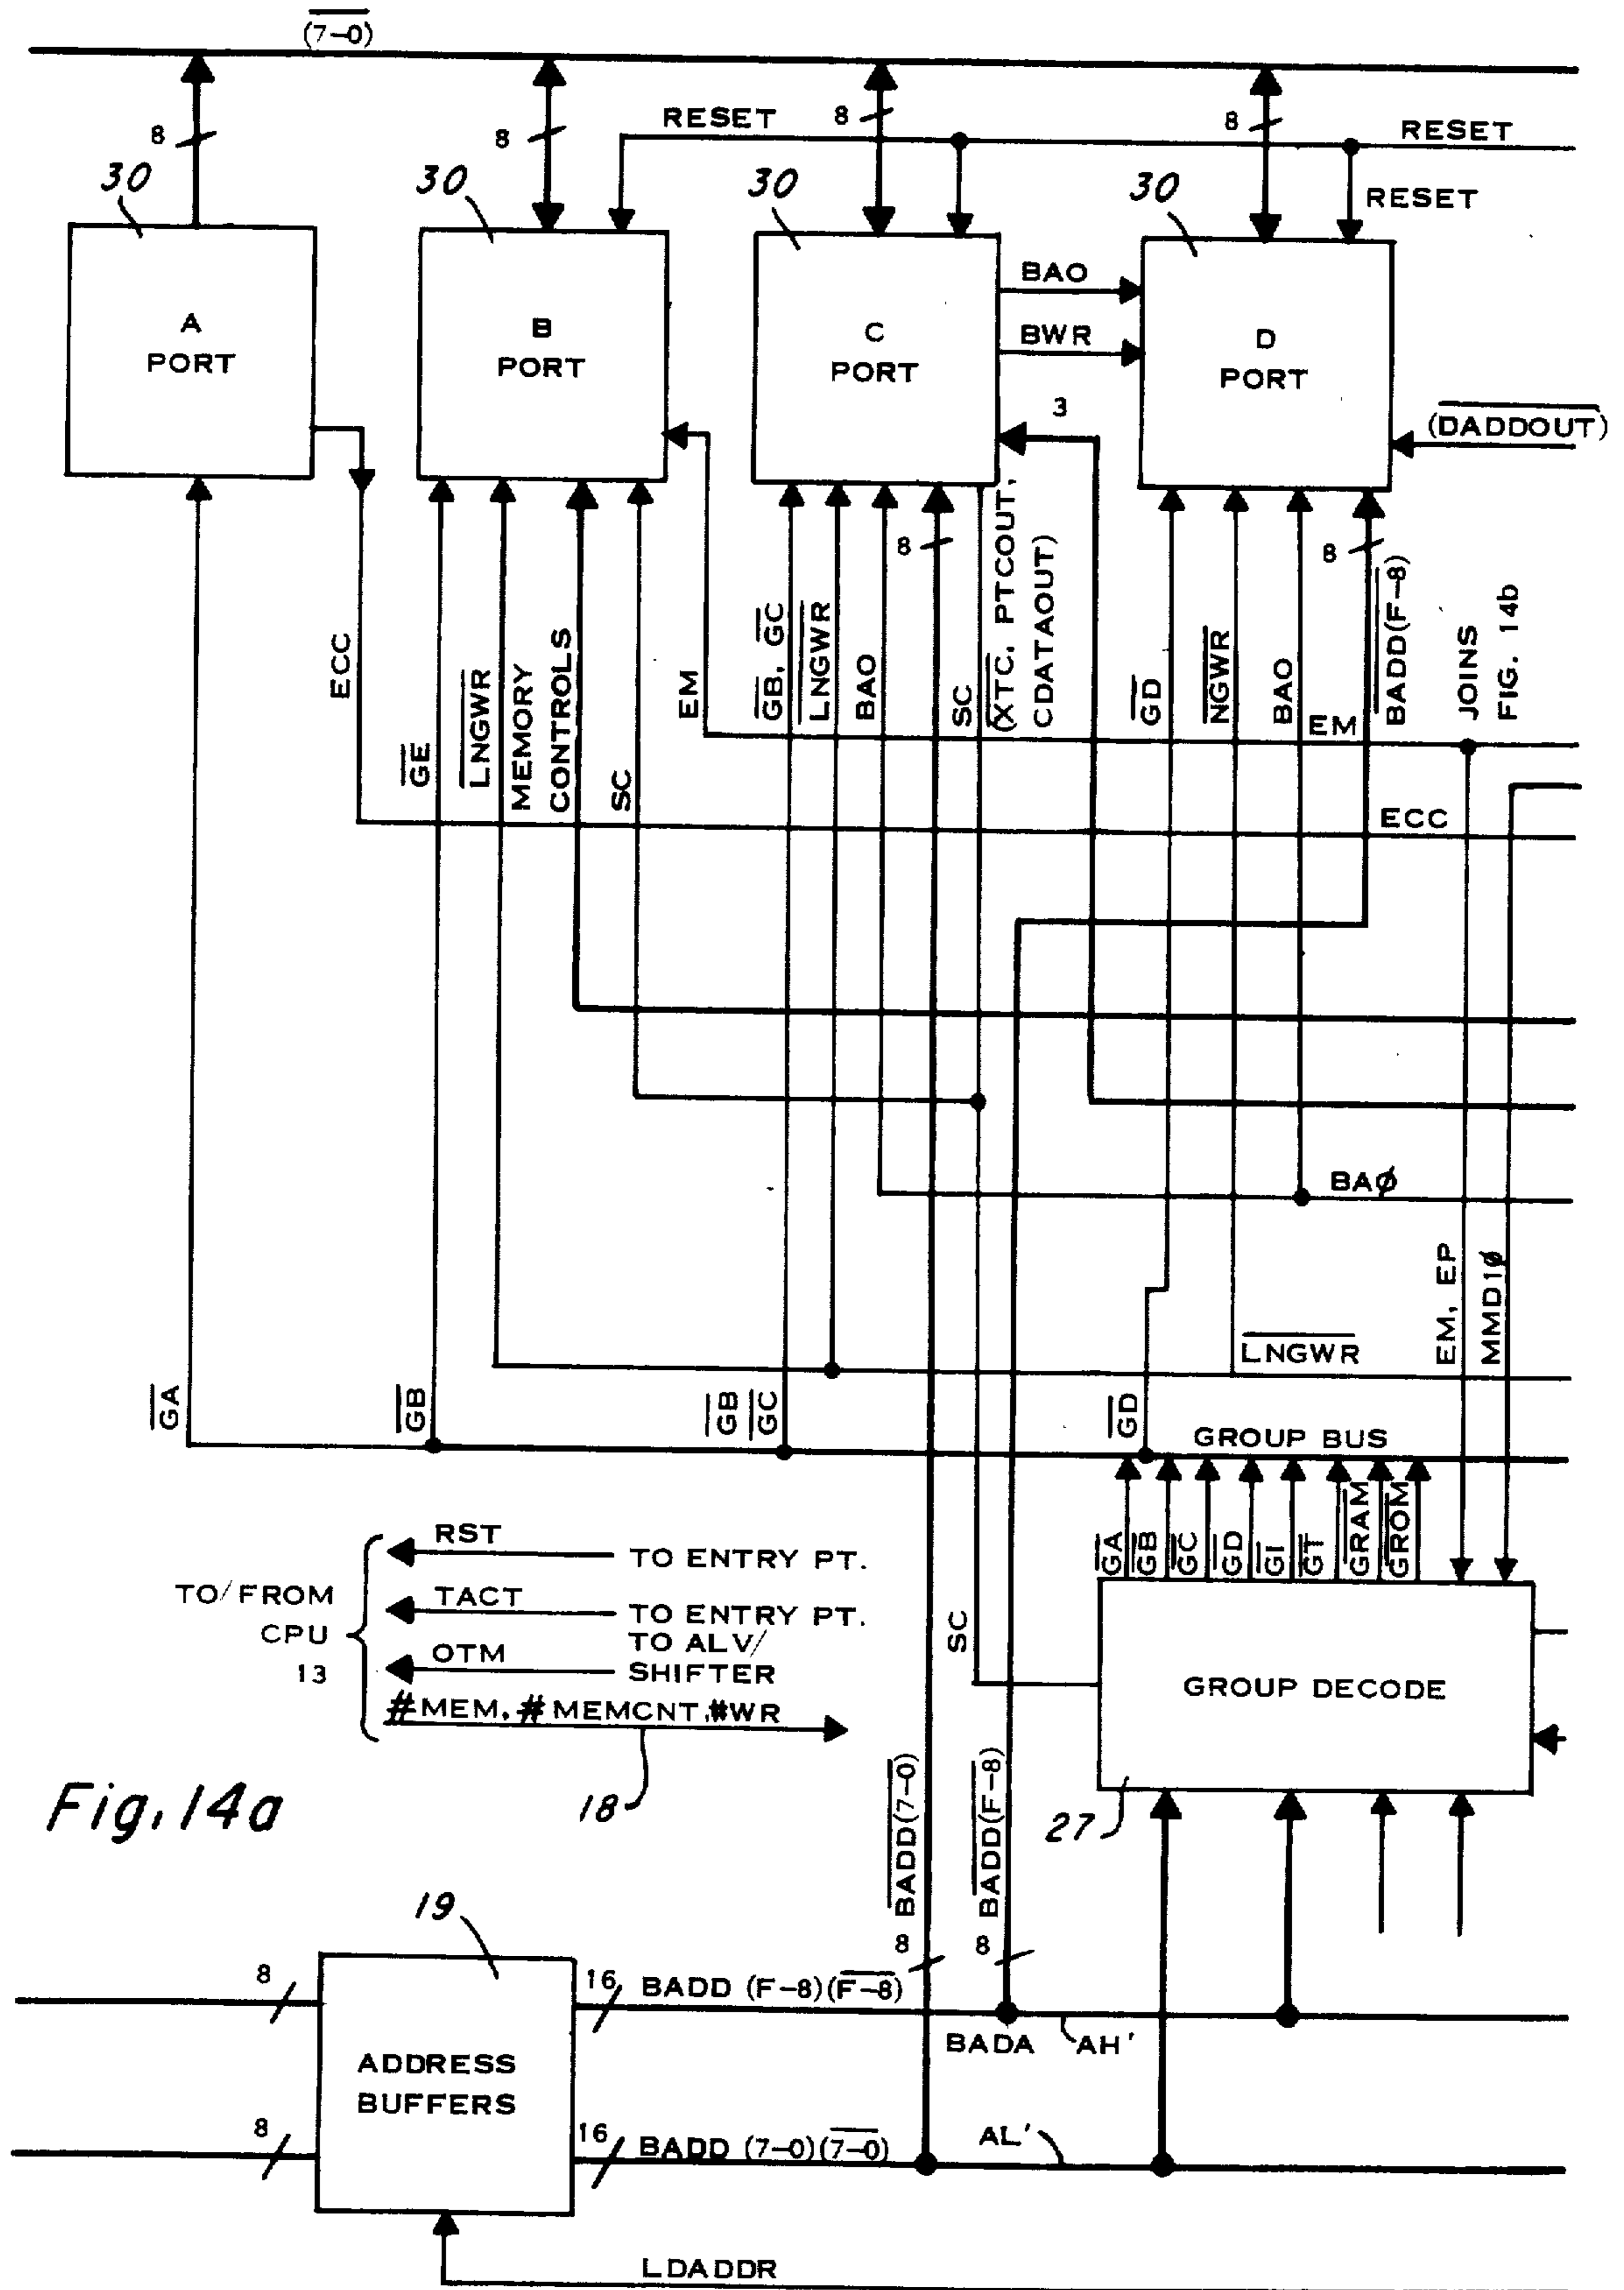 (7-0)
8
8
RESET
8
8
RESET
30
30
30
30
RESET
A
PORT
B
PORT
C
PORT
D
PORT
BAO
BWR
3
(DADDOUT)
8
8
ECC
GE
LNGWR
MEMORY
CONTROLS
SC
EM
GB, GC
LNGWR
BAO
SC
(XTC, PTCOUT,
CDATAOUT)
GD
NGWR
BAO
BADD(F-8)
JOINS
FIG. 14b
EM
ECC
BAØ
EM, EP
MMD1Ø
LNGWR
GA
GB
GB
GC
GD
GROUP BUS
GA
GB
GC
GD
GI
GT
GRAM
GROM
TO/FROM
CPU
13
RST TO ENTRY PT.
TACT TO ENTRY PT.
OTM TO ALV/
SHIFTER
#MEM, #MEMCNT, #WR
18
SC
GROUP DECODE
27
Fig. 14a
BADD(7-0)
BADD(F-8)
8
8
19
8
16
BADD (F-8)(F-8)
BADA
AH'
ADDRESS
BUFFERS
8
16
BADD (7-0)(7-0)
AL'
LDADDR